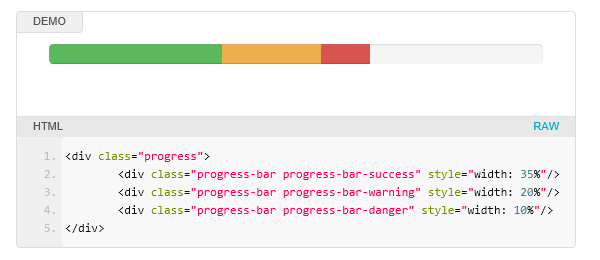 DEMO
HTML RAW
1. <div class="progress">
2. <div class="progress-bar progress-bar-success" style="width: 35%"/>
3. <div class="progress-bar progress-bar-warning" style="width: 20%"/>
4. <div class="progress-bar progress-bar-danger" style="width: 10%"/>
5. </div>